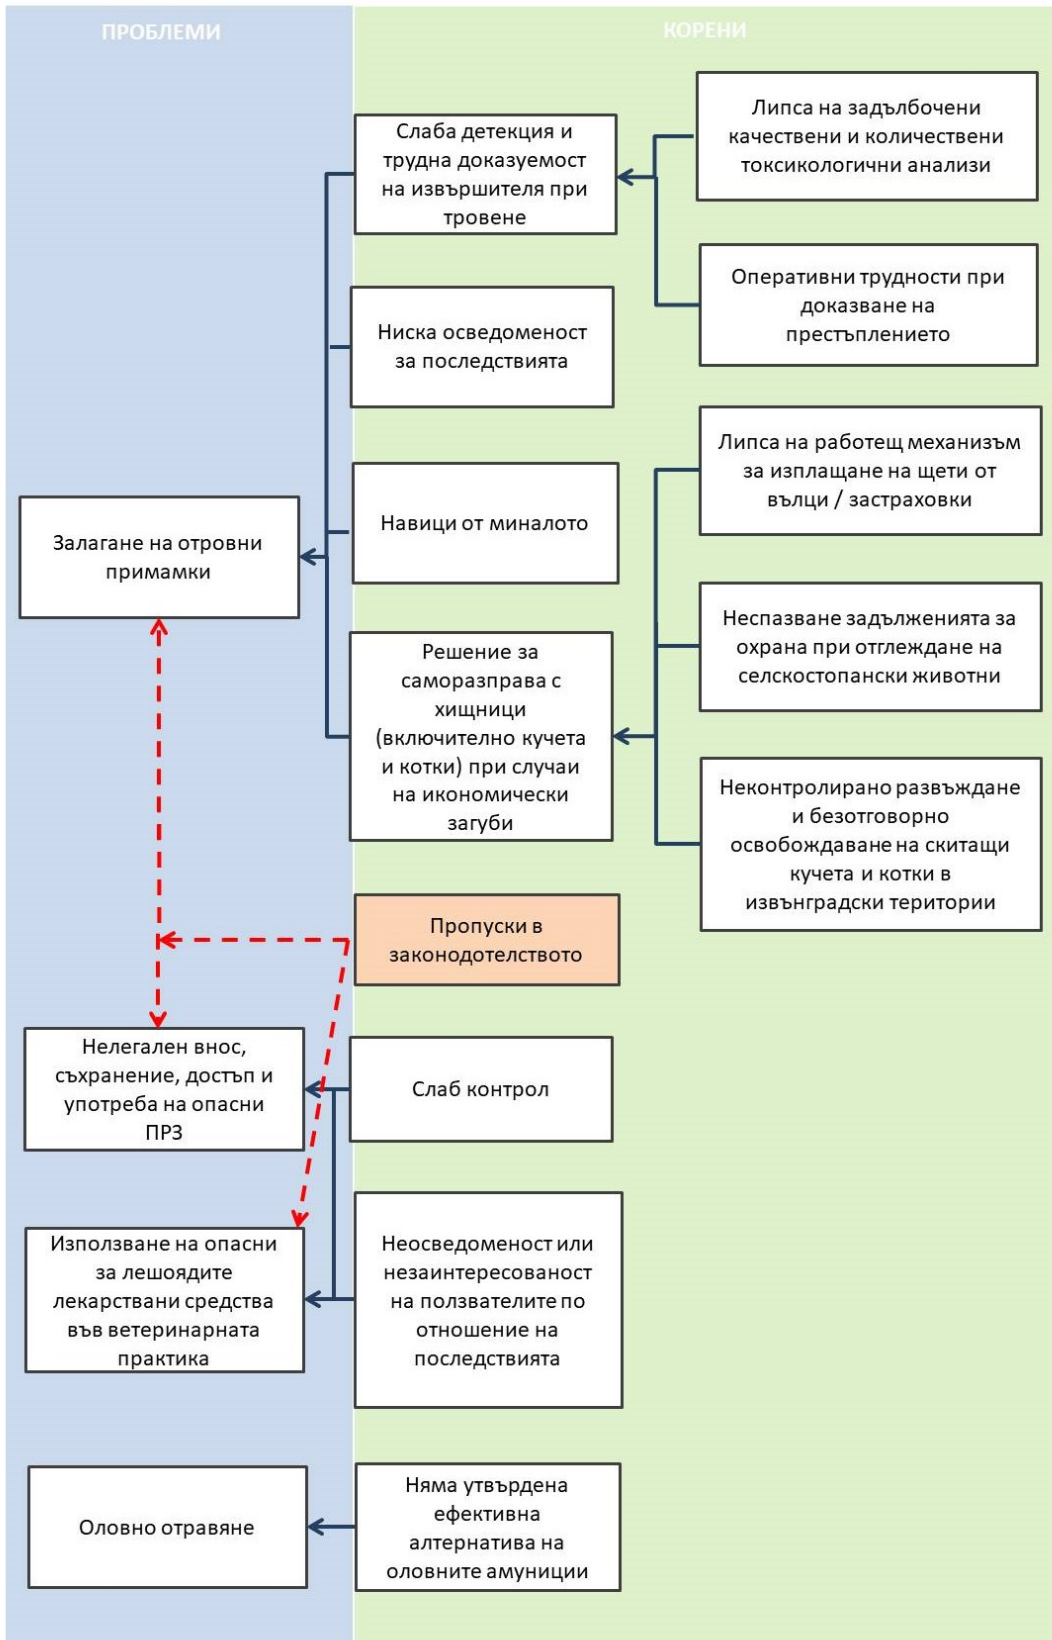 ПРОБЛЕМИ
КОРЕНИ
Слаба детекция и
трудна доказуемост
на извършителя при
тровене
Липса на задълбочени
качествени и количествени
токсикологични анализи
Оперативни трудности при
доказване на
престъплението
Ниска осведоменост
за последствията
Навици от миналото
Залагане на отровни
примамки
Липса на работещ механизъм
за изплащане на щети от
вълци / застраховки
Решение за
саморазправа с
хищници
(включително кучета
и котки) при случаи
на икономически
загуби
Неспазване задълженията за
охрана при отглеждане на
селскостопански животни
Неконтролирано развъждане
и безотговорно
освобождаване на скитащи
кучета и котки в
извънградски територии
Пропуски в
законодотелството
Нелегален внос,
съхранение, достъп и
употреба на опасни
ПРЗ
Слаб контрол
Използване на опасни
за лешоядите
лекарствани средства
във ветеринарната
практика
Неосведоменост или
незаинтересованост
на ползвателите по
отношение на
последствията
Оловно отравяне
Няма утвърдена
ефективна
алтернатива на
оловните амуниции